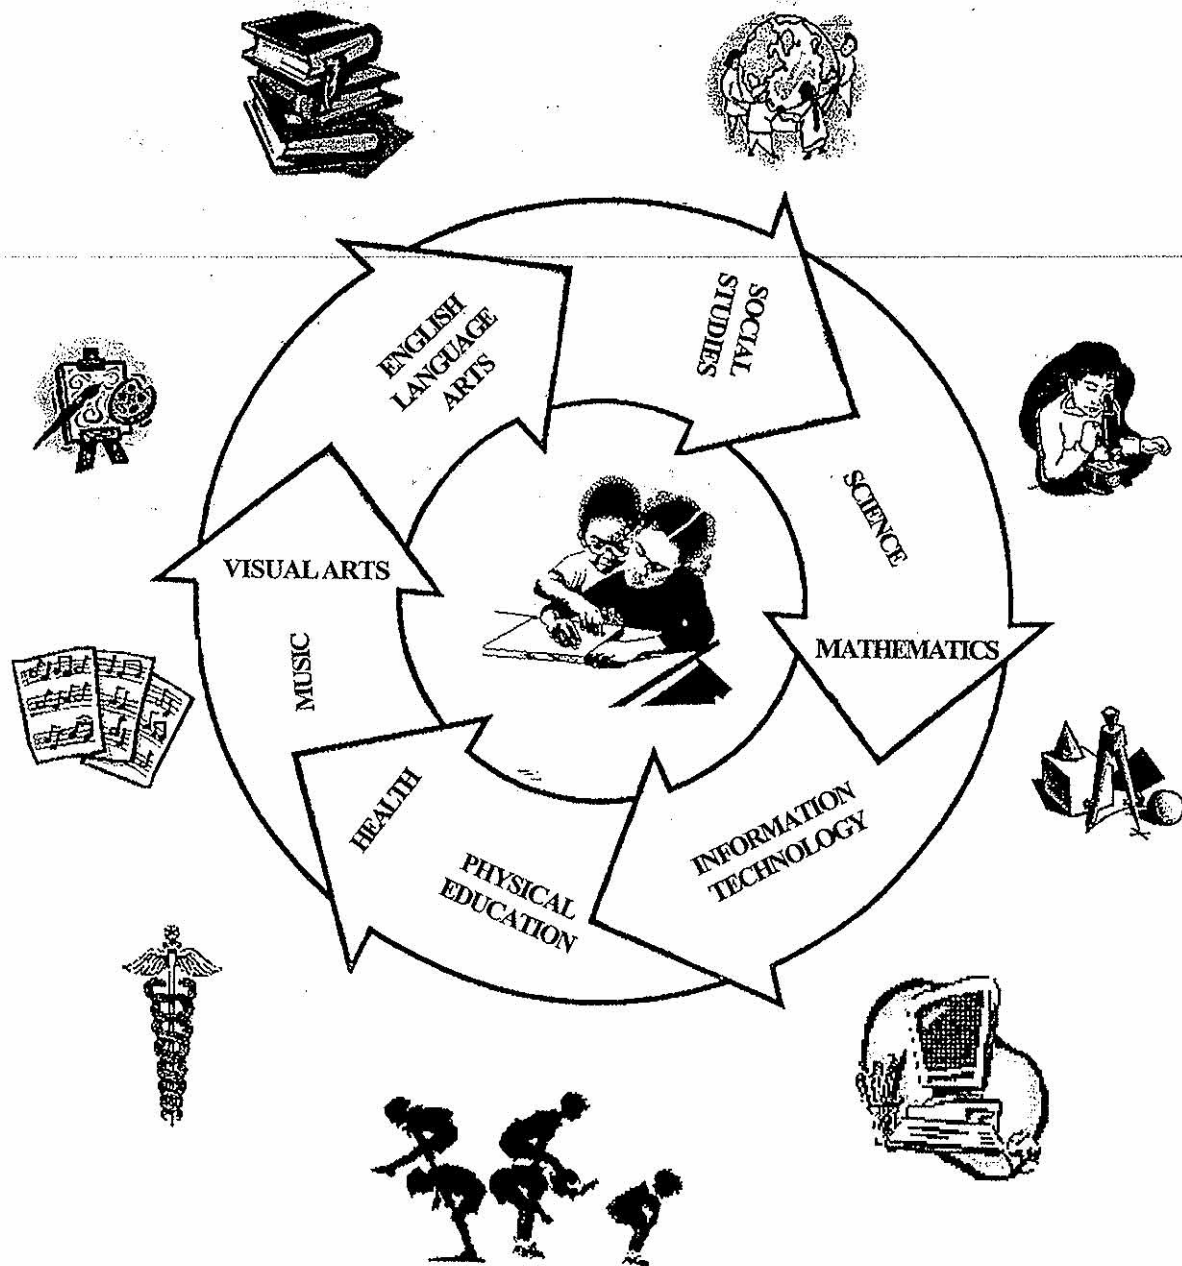 ENGLISH
LANGUAGE
ARTS
SOCIAL
STUDIES
SCIENCE
MATHEMATICS
INFORMATION
TECHNOLOGY
PHYSICAL
EDUCATION
HEALTH
MUSIC
VISUAL ARTS